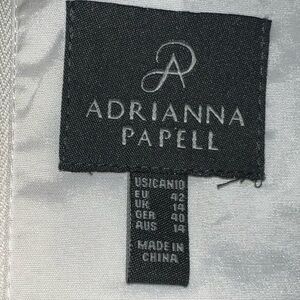 ADRIANNA
PAPELL
US/CAN10
EU 42
UK 14
GER 40
AUS 14
MADE IN
CHINA